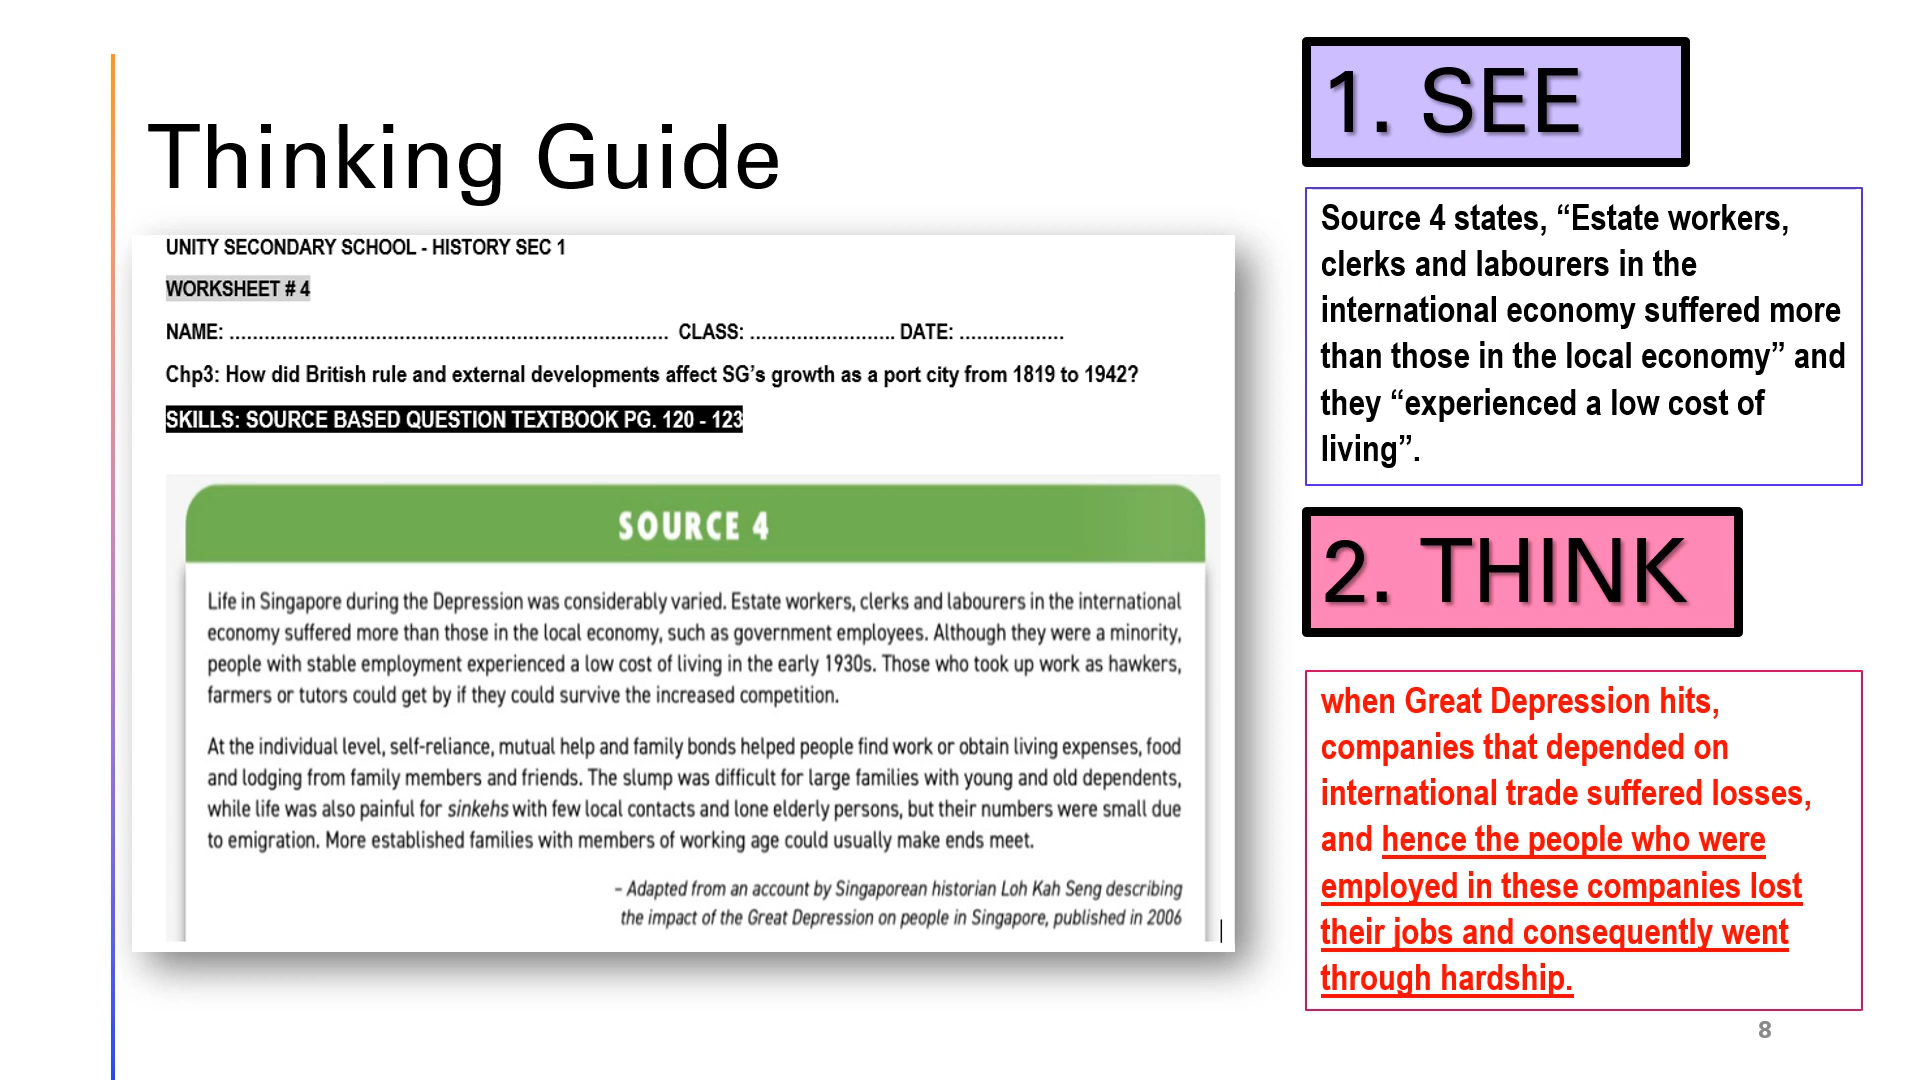 Thinking Guide
UNITY SECONDARY SCHOOL - HISTORY SEC 1
WORKSHEET # 4
NAME: ........................................................................... CLASS: ......................... DATE: ..................
Chp3: How did British rule and external developments affect SG’s growth as a port city from 1819 to 1942?
SKILLS: SOURCE BASED QUESTION TEXTBOOK PG. 120 - 123
SOURCE 4
Life in Singapore during the Depression was considerably varied. Estate workers, clerks and labourers in the international
economy suffered more than those in the local economy, such as government employees. Although they were a minority,
people with stable employment experienced a low cost of living in the early 1930s. Those who took up work as hawkers,
farmers or tutors could get by if they could survive the increased competition.
At the individual level, self-reliance, mutual help and family bonds helped people find work or obtain living expenses, food
and lodging from family members and friends. The slump was difficult for large families with young and old dependents,
while life was also painful for sinkehs with few local contacts and lone elderly persons, but their numbers were small due
to emigration. More established families with members of working age could usually make ends meet.
– Adapted from an account by Singaporean historian Loh Kah Seng describing
the impact of the Great Depression on people in Singapore, published in 2006
1. SEE
Source 4 states, “Estate workers,
clerks and labourers in the
international economy suffered more
than those in the local economy” and
they “experienced a low cost of
living”.
2. THINK
when Great Depression hits,
companies that depended on
international trade suffered losses,
and hence the people who were
employed in these companies lost
their jobs and consequently went
through hardship.
8